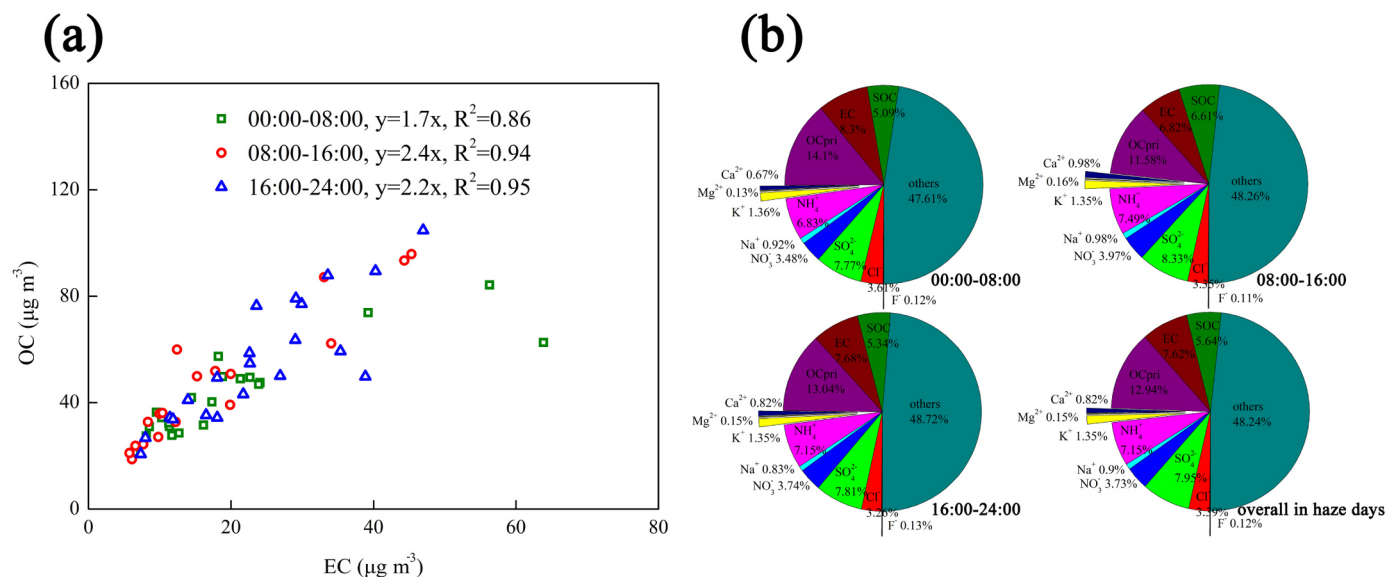 (a)
160
120
80
40
0
0
20
40
60
80
OC (μg m⁻³)
EC (μg m⁻³)
00:00-08:00, y=1.7x, R²=0.86
08:00-16:00, y=2.4x, R²=0.94
16:00-24:00, y=2.2x, R²=0.95
(b)
SOC
5.09%
EC
8.3%
OCpri
14.1%
Ca²⁺ 0.67%
Mg²⁺ 0.13%
K⁺ 1.36%
NH₄⁺
6.83%
Na⁺ 0.92%
NO₃⁻ 3.48%
SO₄²⁻
7.77%
Cl⁻
3.61%
F⁻ 0.12%
others
47.61%
00:00-08:00
SOC
6.61%
EC
6.82%
OCpri
11.58%
Ca²⁺ 0.98%
Mg²⁺ 0.16%
K⁺ 1.35%
NH₄⁺
7.49%
Na⁺ 0.98%
NO₃⁻ 3.97%
SO₄²⁻
8.33%
Cl⁻
3.35%
F⁻ 0.11%
others
48.26%
08:00-16:00
SOC
5.34%
EC
7.68%
OCpri
13.04%
Ca²⁺ 0.82%
Mg²⁺ 0.15%
K⁺ 1.35%
NH₄⁺
7.15%
Na⁺ 0.83%
NO₃⁻ 3.74%
SO₄²⁻
7.81%
Cl⁻
3.26%
F⁻ 0.13%
others
48.72%
16:00-24:00
SOC
5.64%
EC
7.62%
OCpri
12.94%
Ca²⁺ 0.82%
Mg²⁺ 0.15%
K⁺ 1.35%
NH₄⁺
7.15%
Na⁺ 0.9%
NO₃⁻ 3.73%
SO₄²⁻
7.95%
Cl⁻
3.39%
F⁻ 0.12%
others
48.24%
overall in haze days